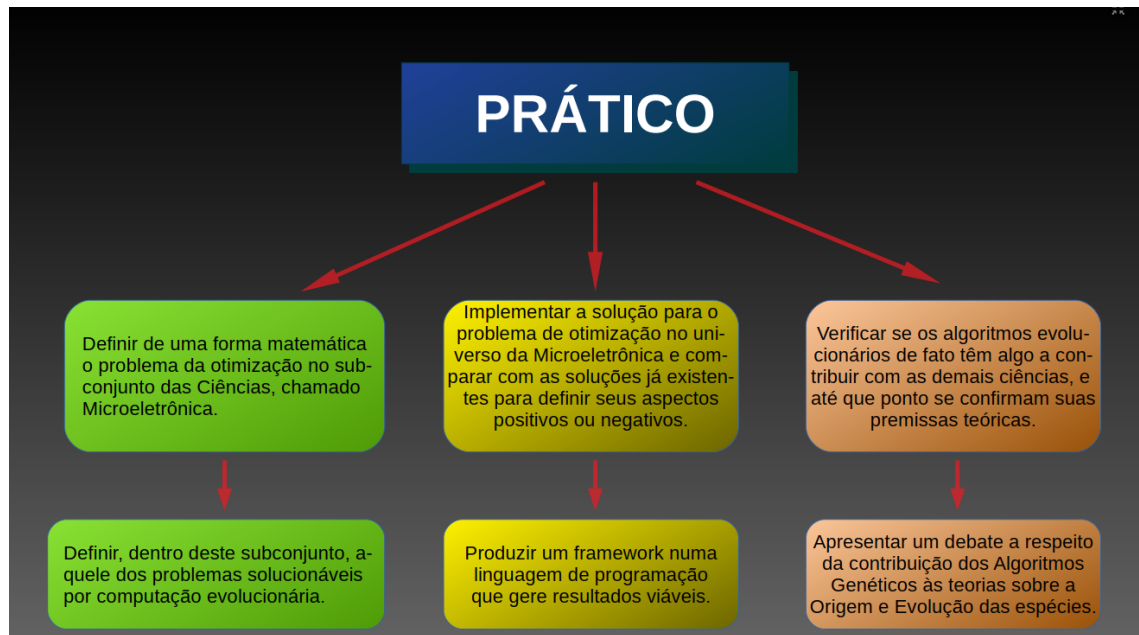 PRÁTICO
Definir de uma forma matemática
o problema da otimização no sub-
conjunto das Ciências, chamado
Microeletrônica.
Implementar a solução para o
problema de otimização no uni-
verso da Microeletrônica e com-
parar com as soluções já existen-
tes para definir seus aspectos
positivos ou negativos.
Verificar se os algoritmos evolu-
cionários de fato têm algo a con-
tribuir com as demais ciências, e
até que ponto se confirmam suas
premissas teóricas.
Definir, dentro deste subconjunto, a-
quele dos problemas solucionáveis
por computação evolucionária.
Produzir um framework numa
linguagem de programação
que gere resultados viáveis.
Apresentar um debate a respeito
da contribuição dos Algoritmos
Genéticos às teorias sobre a
Origem e Evolução das espécies.